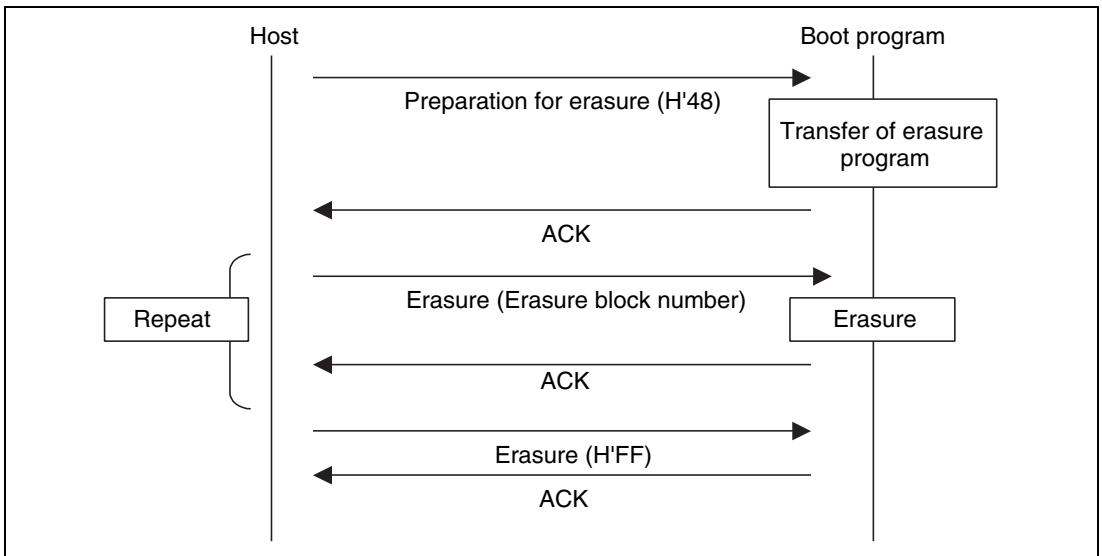 Host
Boot program
Preparation for erasure (H'48)
Transfer of erasure
program
ACK
Erasure (Erasure block number)
Repeat
Erasure
ACK
Erasure (H'FF)
ACK